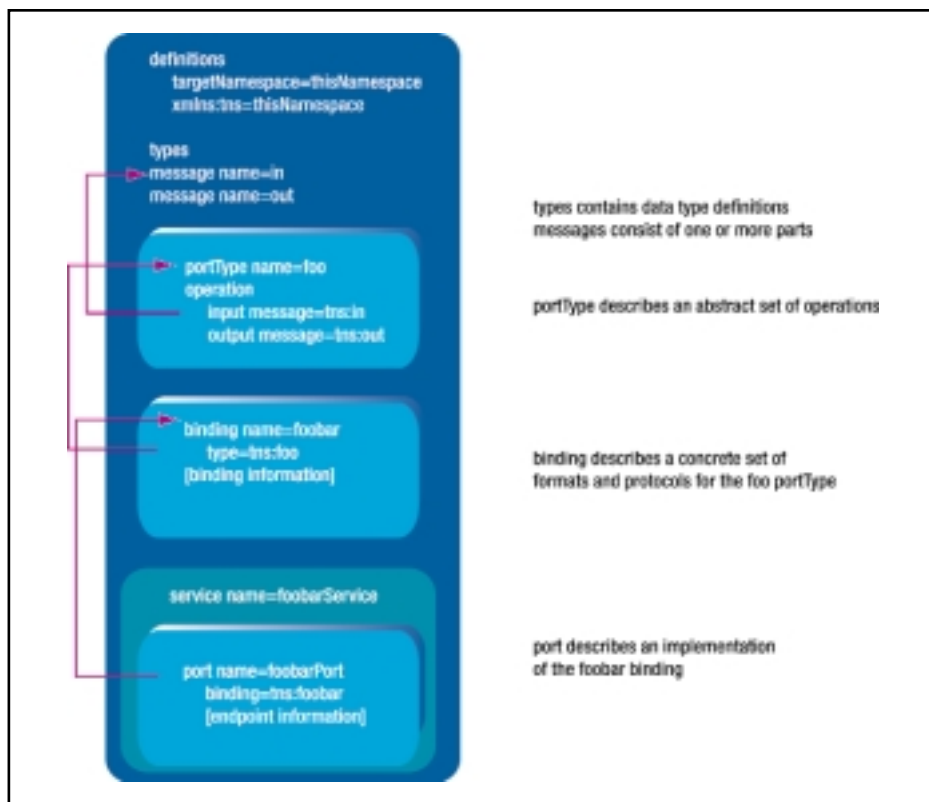 definitions
targetNamespace=thisNamespace
xmlns:tns=thisNamespace
types
message name=in
message name=out
types contains data type definitions
messages consist of one or more parts
portType name=foo
operation
input message=tns:in
output message=tns:out
portType describes an abstract set of operations
binding name=foobar
type=tns:foo
[binding information]
binding describes a concrete set of
formats and protocols for the foo portType
service name=foobarService
port name=foobarPort
binding=tns:foobar
[endpoint information]
port describes an implementation
of the foobar binding